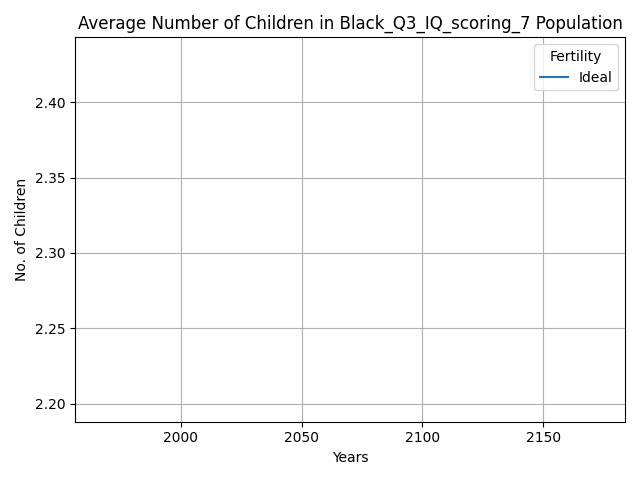 Average Number of Children in Black_Q3_IQ_scoring_7 Population
Fertility
Ideal
No. of Children
2.40
2.35
2.30
2.25
2.20
2000 2050 2100 2150
Years